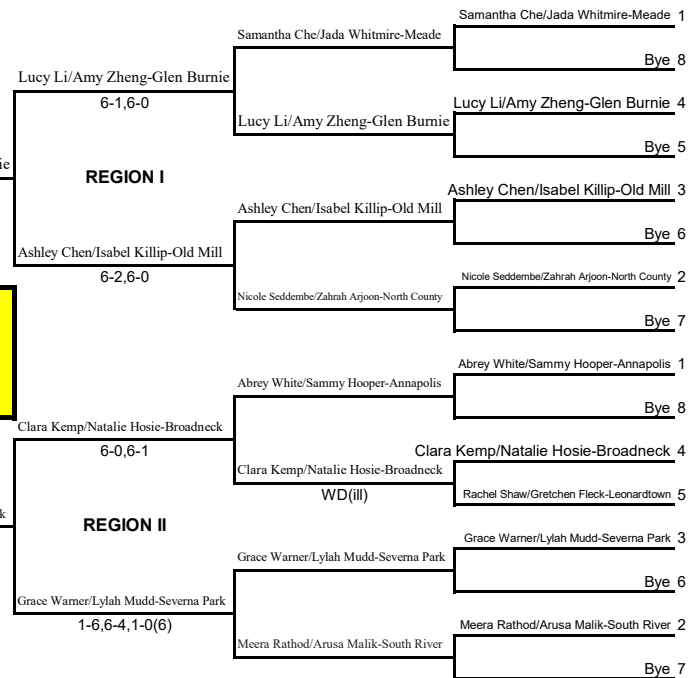 Samantha Che/Jada Whitmire-Meade 1
Samantha Che/Jada Whitmire-Meade
Bye 8
Lucy Li/Amy Zheng-Glen Burnie
6-1,6-0
Lucy Li/Amy Zheng-Glen Burnie 4
Lucy Li/Amy Zheng-Glen Burnie
Bye 5
ie
REGION I
Ashley Chen/Isabel Killip-Old Mill 3
Ashley Chen/Isabel Killip-Old Mill
Bye 6
Ashley Chen/Isabel Killip-Old Mill
6-2,6-0
Nicole Seddembe/Zahrah Arjoon-North County 2
Nicole Seddembe/Zahrah Arjoon-North County
Bye 7
Abrey White/Sammy Hooper-Annapolis 1
Abrey White/Sammy Hooper-Annapolis
Bye 8
Clara Kemp/Natalie Hosie-Broadneck
6-0,6-1
Clara Kemp/Natalie Hosie-Broadneck 4
Clara Kemp/Natalie Hosie-Broadneck
WD(ill)
Rachel Shaw/Gretchen Fleck-Leonardtown 5
k
REGION II
Grace Warner/Lylah Mudd-Severna Park 3
Grace Warner/Lylah Mudd-Severna Park
Bye 6
Grace Warner/Lylah Mudd-Severna Park
1-6,6-4,1-0(6)
Meera Rathod/Arusa Malik-South River 2
Meera Rathod/Arusa Malik-South River
Bye 7